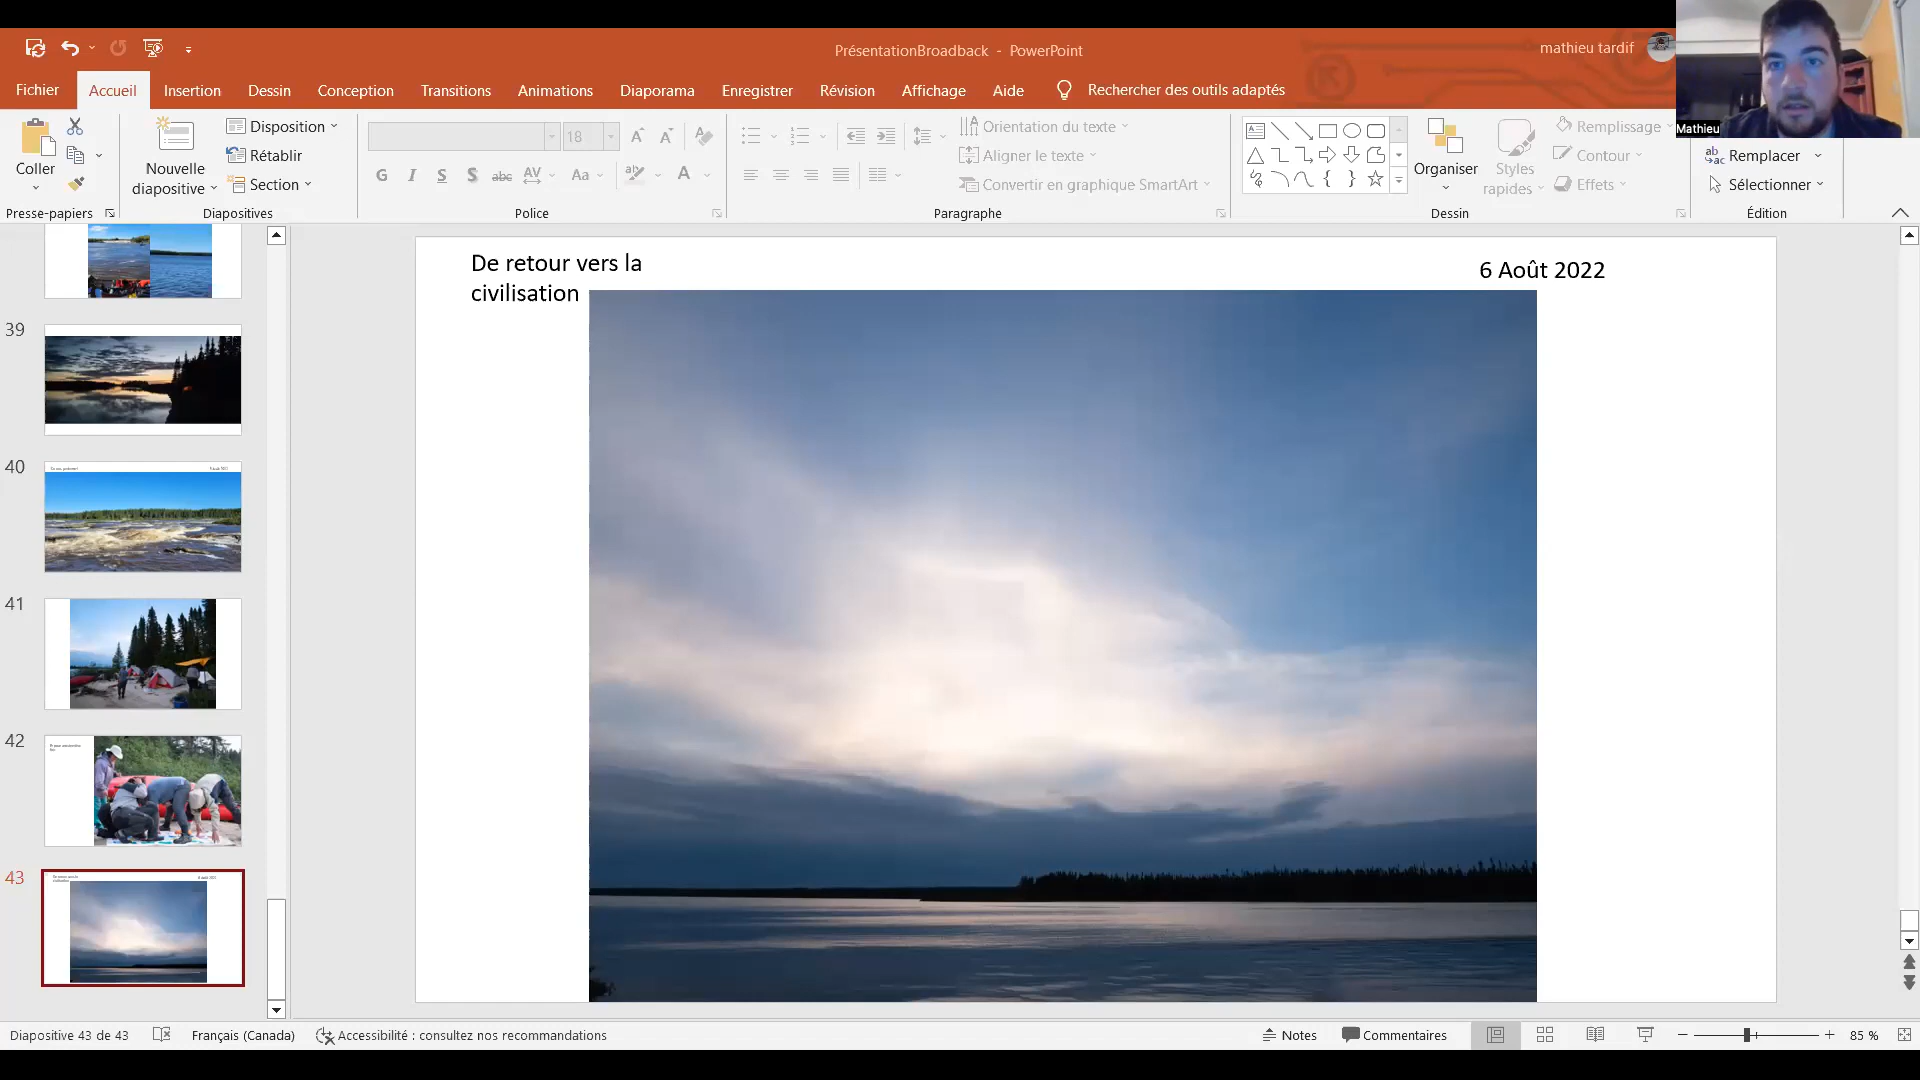 PrésentationBroadback - PowerPoint
mathieu tardif
Fichier Accueil Insertion Dessin Conception Transitions Animations Diaporama Enregistrer Révision Affichage Aide Rechercher des outils adaptés
Mathieu
Coller
Presse-papiers
Nouvelle
diapositive
Disposition
Rétablir
Section
Diapositives
18
G I S S abc AV Aa A
Police
Orientation du texte
Aligner le texte
Convertir en graphique SmartArt
Paragraphe
Organiser
Styles
rapides
Remplissage
Contour
Effets
Dessin
Remplacer
Sélectionner
Édition
39
40
41
42
43
De retour vers la
civilisation
6 Août 2022
Diapositive 43 de 43 Français (Canada) Accessibilité : consultez nos recommandations Notes Commentaires 85 %